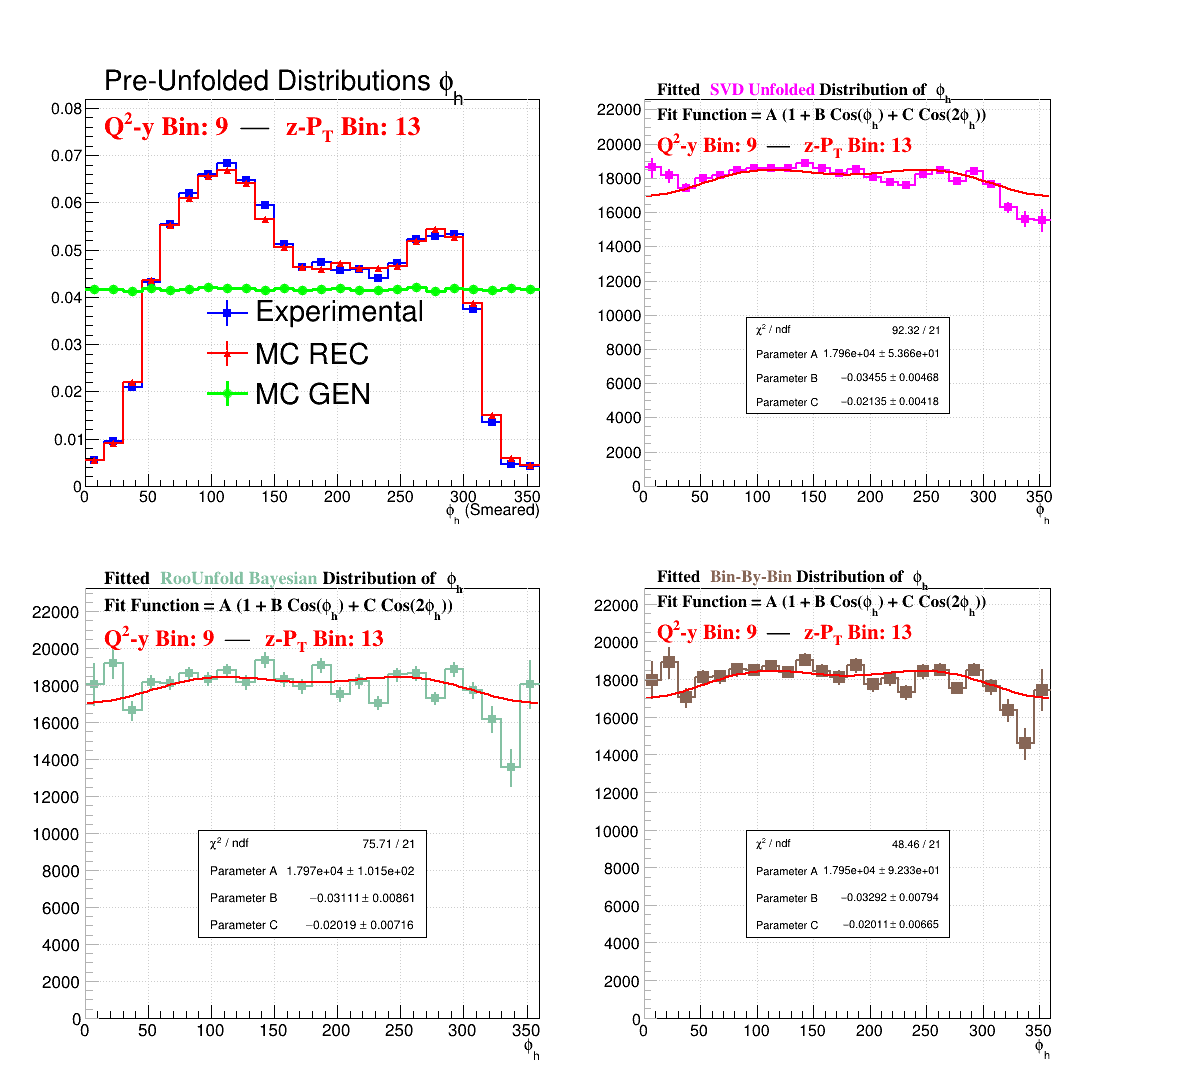 Pre-Unfolded Distributions ϕh
Q2-y Bin: 9 — z-PT Bin: 13
0.08
0.07
0.06
0.05
0.04
0.03
0.02
0.01
0
Experimental
MC REC
MC GEN
0 50 100 150 200 250 300 350
ϕh (Smeared)
Fitted SVD Unfolded Distribution of ϕh
Fit Function = A (1 + B Cos(ϕh) + C Cos(2ϕh))
Q2-y Bin: 9 — z-PT Bin: 13
22000
20000
18000
16000
14000
12000
10000
8000
6000
4000
2000
0
χ2 / ndf 92.32 / 21
Parameter A 1.796e+04 ± 5.366e+01
Parameter B −0.03455 ± 0.00468
Parameter C −0.02135 ± 0.00418
0 50 100 150 200 250 300 350
ϕh
Fitted RooUnfold Bayesian Distribution of ϕh
Fit Function = A (1 + B Cos(ϕh) + C Cos(2ϕh))
Q2-y Bin: 9 — z-PT Bin: 13
22000
20000
18000
16000
14000
12000
10000
8000
6000
4000
2000
0
χ2 / ndf 75.71 / 21
Parameter A 1.797e+04 ± 1.015e+02
Parameter B −0.03111 ± 0.00861
Parameter C −0.02019 ± 0.00716
0 50 100 150 200 250 300 350
ϕh
Fitted Bin-By-Bin Distribution of ϕh
Fit Function = A (1 + B Cos(ϕh) + C Cos(2ϕh))
Q2-y Bin: 9 — z-PT Bin: 13
22000
20000
18000
16000
14000
12000
10000
8000
6000
4000
2000
0
χ2 / ndf 48.46 / 21
Parameter A 1.795e+04 ± 9.233e+01
Parameter B −0.03292 ± 0.00794
Parameter C −0.02011 ± 0.00665
0 50 100 150 200 250 300 350
ϕh